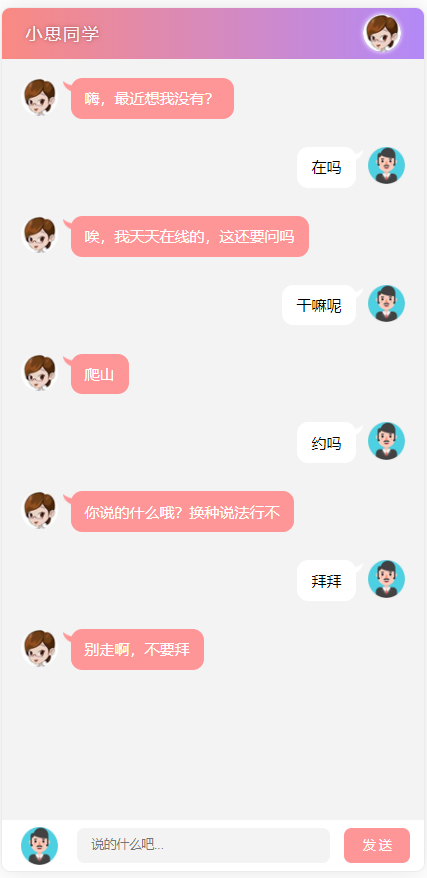 小思同学
嗨，最近想我没有？
在吗
唉，我天天在线的，这还要问吗
干嘛呢
爬山
约吗
你说的什么哦？换种说法行不
拜拜
别走啊，不要拜
说的什么吧...
发送